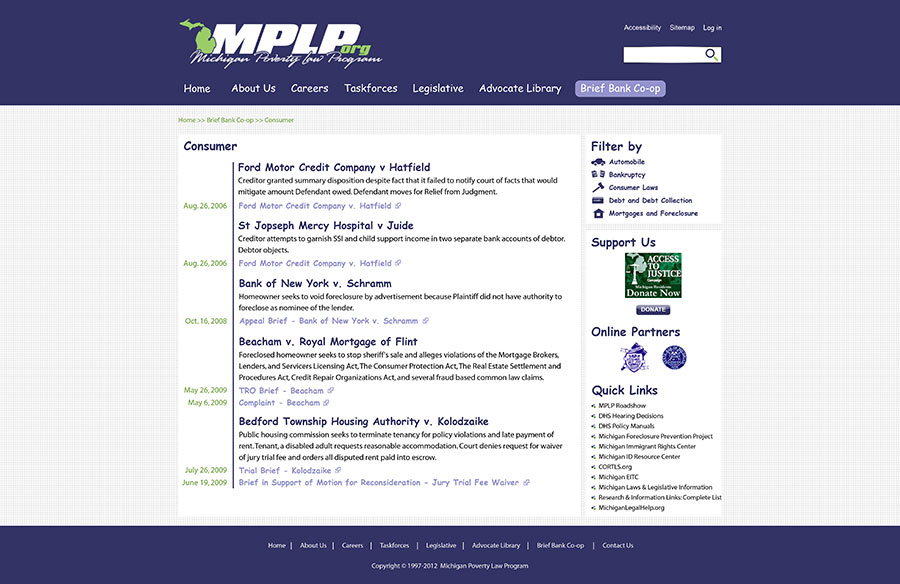 MPLP.org
Michigan Poverty Law Program
Accessibility Sitemap Log in
Home About Us Careers Taskforces Legislative Advocate Library Brief Bank Co-op
Home >> Brief Bank Co-op >> Consumer
Consumer
Ford Motor Credit Company v Hatfield
Creditor granted summary disposition despite fact that it failed to notify court of facts that would
mitigate amount Defendant owed. Defendant moves for Relief from Judgment.
Aug. 26, 2006 Ford Motor Credit Company v. Hatfield
St Jopseph Mercy Hospital v Juide
Creditor attempts to garnish SSI and child support income in two separate bank accounts of debtor.
Debtor objects.
Aug. 26, 2006 Ford Motor Credit Company v. Hatfield
Bank of New York v. Schramm
Homeowner seeks to void foreclosure by advertisement because Plaintiff did not have authority to
foreclose as nominee of the lender.
Oct. 16, 2008 Appeal Brief - Bank of New York v. Schramm
Beacham v. Royal Mortgage of Flint
Foreclosed homeowner seeks to stop sheriff's sale and alleges violations of the Mortgage Brokers,
Lenders, and Servicers Licensing Act, The Consumer Protection Act, The Real Estate Settlement and
Procedures Act, Credit Repair Organizations Act, and several fraud based common law claims.
May 26, 2009 TRO Brief - Beacham
May 6, 2009 Complaint - Beacham
Bedford Township Housing Authority v. Kolodzaike
Public housing commission seeks to terminate tenancy for policy violations and late payment of
rent. Tenant, a disabled adult requests reasonable accommodation. Court denies request for waiver
of jury trial fee and orders all disputed rent paid into escrow.
July 26, 2009 Trial Brief - Kolodzaike
June 19, 2009 Brief in Support of Motion for Reconsideration - Jury Trial Fee Waiver
Filter by
Automobile
Bankruptcy
Consumer Laws
Debt and Debt Collection
Mortgages and Foreclosure
Support Us
ACCESS
TO
JUSTICE
Campaign
Michigan Residents
Donate Now
DONATE
Online Partners
Quick Links
MPLP Roadshow
DHS Hearing Decisions
DHS Policy Manuals
Michigan Foreclosure Prevention Project
Michigan Immigrant Rights Center
Michigan ID Resource Center
CORTLS.org
Michigan EITC
Michigan Laws & Legislative Information
Research & Information Links: Complete List
MichiganLegalHelp.org
Home | About Us | Careers | Taskforces | Legislative | Advocate Library | Brief Bank Co-op | Contact Us
Copyright © 1997-2012 Michigan Poverty Law Program